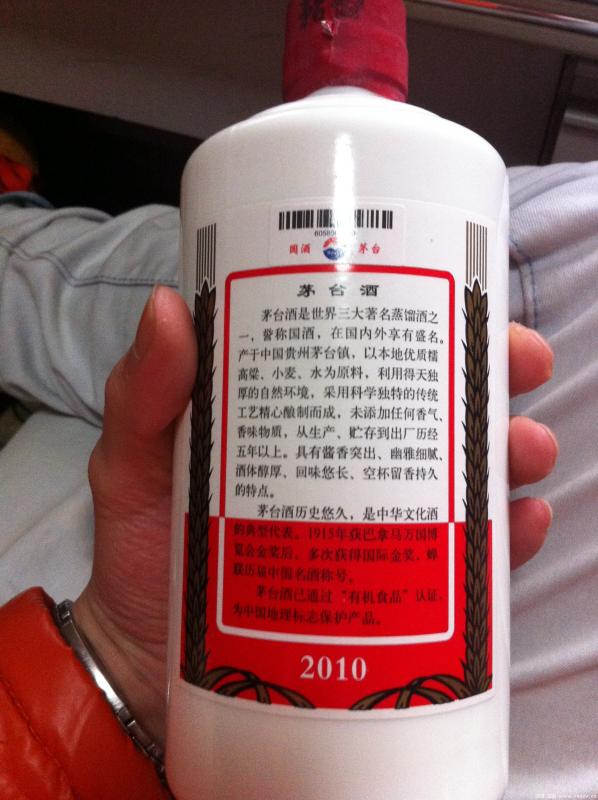 国酒 茅台
茅台酒
茅台酒是世界三大著名蒸馏酒之
一，誉称国酒，在国内外享有盛名。
产于中国贵州茅台镇，以本地优质糯
高粱、小麦、水为原料，利用得天独
厚的自然环境，采用科学独特的传统
工艺精心酿制而成，未添加任何香气、
香味物质，从生产、贮存到出厂历经
五年以上。具有酱香突出、幽雅细腻、
酒体醇厚、回味悠长、空杯留香持久
的特点。
茅台酒历史悠久，是中华文化酒
的典型代表。1915年获巴拿马万国博
览会金奖后，多次获得国际金奖，蝉
联历届中国名酒称号。
茅台酒已通过“有机食品”认证，
为中国地理标志保护产品。
2010